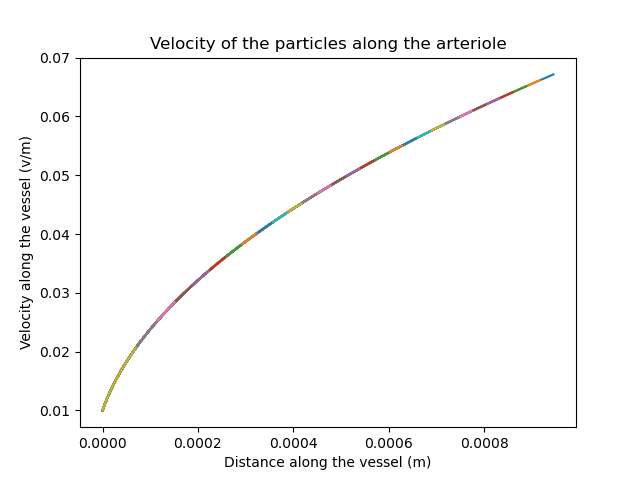 Velocity of the particles along the arteriole
0.07
0.06
0.05
0.04
0.03
0.02
0.01
Velocity along the vessel (v/m)
0.0000 0.0002 0.0004 0.0006 0.0008
Distance along the vessel (m)